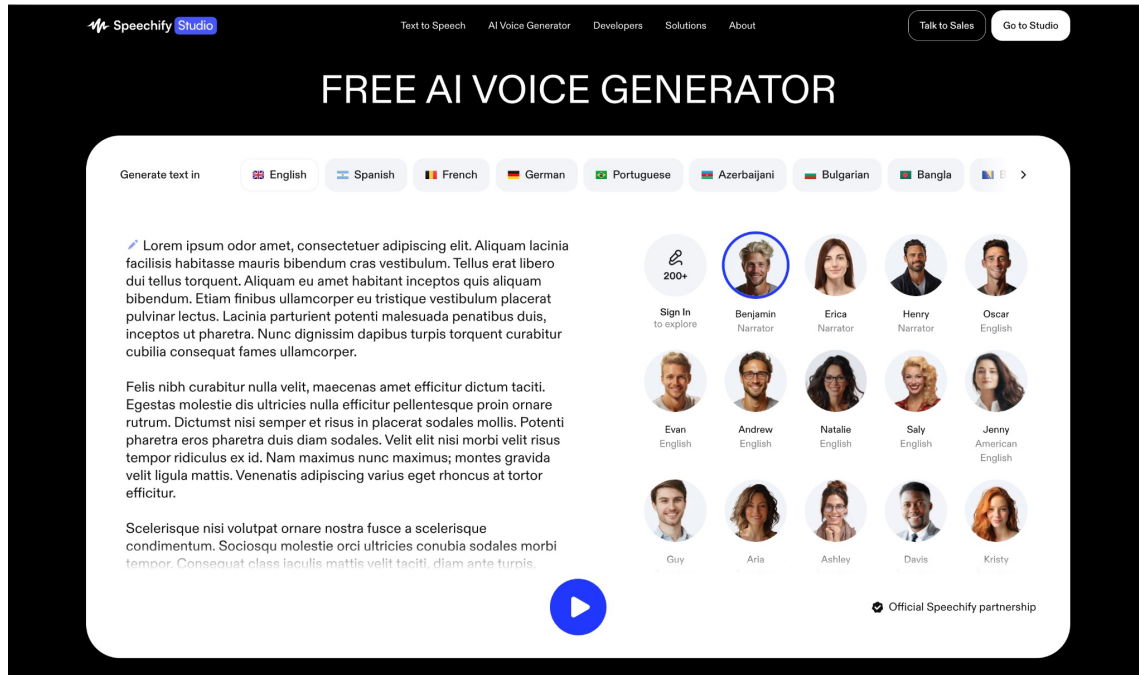 Speechify Studio
Text to Speech
AI Voice Generator
Developers
Solutions
About
Talk to Sales
Go to Studio
FREE AI VOICE GENERATOR
Generate text in
English
Spanish
French
German
Portuguese
Azerbaijani
Bulgarian
Bangla
B
Lorem ipsum odor amet, consectetuer adipiscing elit. Aliquam lacinia
facilisis habitasse mauris bibendum cras vestibulum. Tellus erat libero
dui tellus torquent. Aliquam eu amet habitant inceptos quis aliquam
bibendum. Etiam finibus ullamcorper eu tristique vestibulum placerat
pulvinar lectus. Lacinia parturient potenti malesuada penatibus duis,
inceptos ut pharetra. Nunc dignissim dapibus turpis torquent curabitur
cubilia consequat fames ullamcorper.
Felis nibh curabitur nulla velit, maecenas amet efficitur dictum taciti.
Egestas molestie dis ultricies nulla efficitur pellentesque proin ornare
rutrum. Dictumst nisi semper et risus in placerat sodales mollis. Potenti
pharetra eros pharetra duis diam sodales. Velit elit nisi morbi velit risus
tempor ridiculus ex id. Nam maximus nunc maximus; montes gravida
velit ligula mattis. Venenatis adipiscing varius eget rhoncus at tortor
efficitur.
Scelerisque nisi volutpat ornare nostra fusce a scelerisque
condimentum. Sociosqu molestie orci ultricies conubia sodales morbi
tempor. Consequat class iaculis mattis velit taciti, diam ante turpis.
200+
Sign In
to explore
Benjamin
Narrator
Erica
Narrator
Henry
Narrator
Oscar
English
Evan
English
Andrew
English
Natalie
English
Saly
English
Jenny
American
English
Guy
Aria
Ashley
Davis
Kristy
Official Speechify partnership